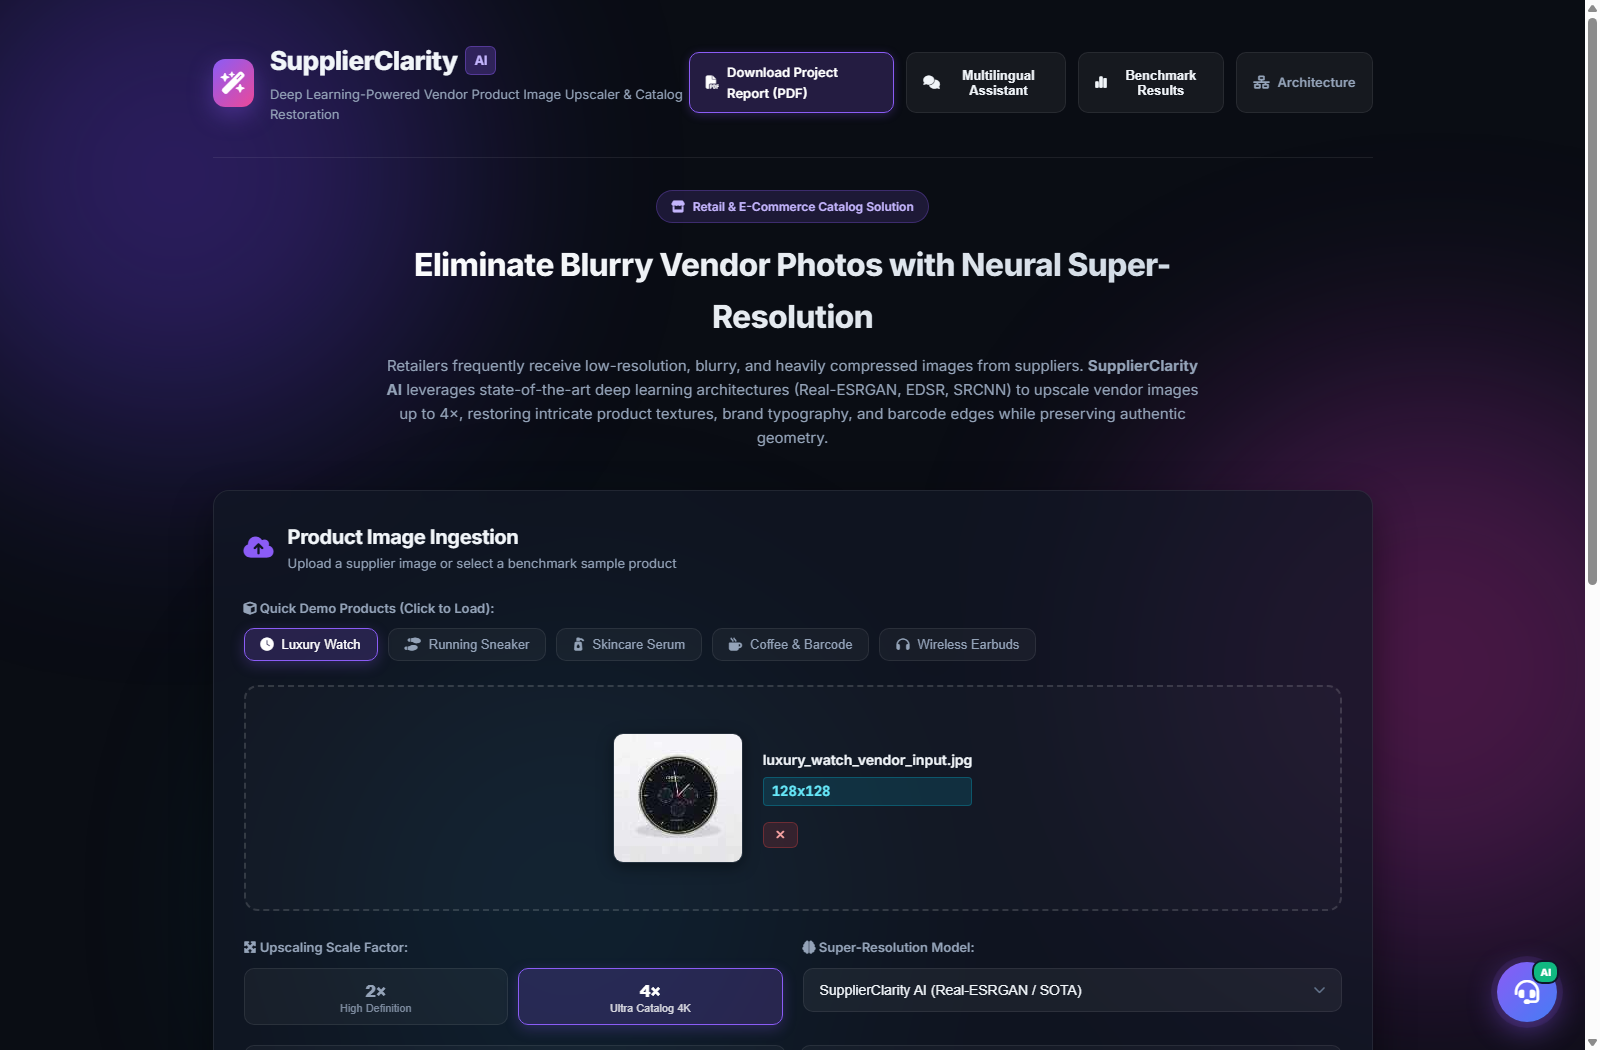 SupplierClarity AI
Deep Learning-Powered Vendor Product Image Upscaler & Catalog
Restoration
Download Project
Report (PDF)
Multilingual
Assistant
Benchmark
Results
Architecture
Retail & E-Commerce Catalog Solution
Eliminate Blurry Vendor Photos with Neural Super-
Resolution
Retailers frequently receive low-resolution, blurry, and heavily compressed images from suppliers. SupplierClarity
AI leverages state-of-the-art deep learning architectures (Real-ESRGAN, EDSR, SRCNN) to upscale vendor images
up to 4×, restoring intricate product textures, brand typography, and barcode edges while preserving authentic
geometry.
Product Image Ingestion
Upload a supplier image or select a benchmark sample product
Quick Demo Products (Click to Load):
Luxury Watch
Running Sneaker
Skincare Serum
Coffee & Barcode
Wireless Earbuds
luxury_watch_vendor_input.jpg
128x128
Upscaling Scale Factor:
2×
High Definition
4×
Ultra Catalog 4K
Super-Resolution Model:
SupplierClarity AI (Real-ESRGAN / SOTA)
AI